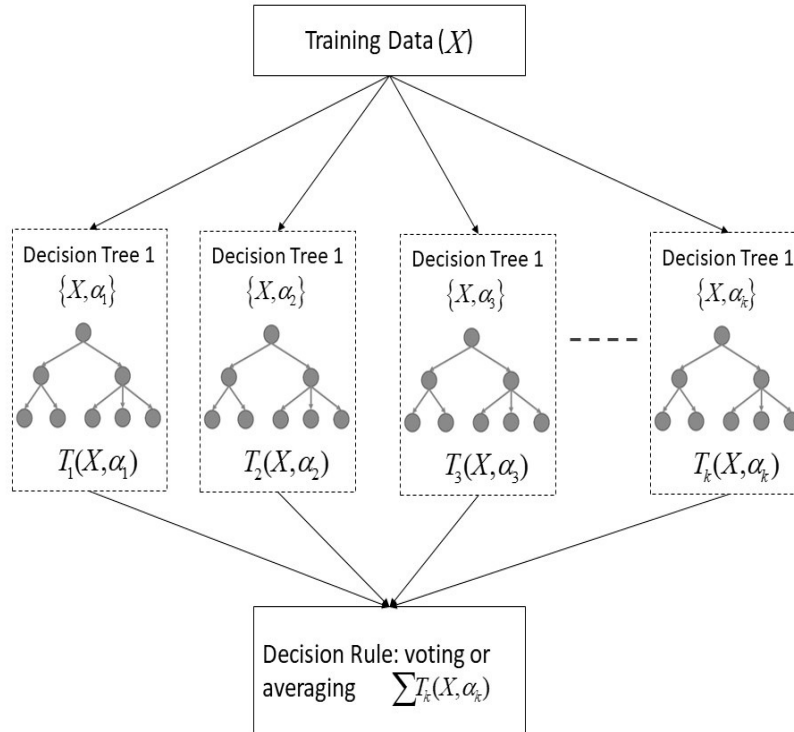 Training Data (X)
Decision Tree 1
{X,α₁}
T₁(X,α₁)
Decision Tree 1
{X,α₂}
T₂(X,α₂)
Decision Tree 1
{X,α₃}
T₃(X,α₃)
Decision Tree 1
{X,αₖ}
Tₖ(X,αₖ)
Decision Rule: voting or
averaging ∑Tₖ(X,αₖ)